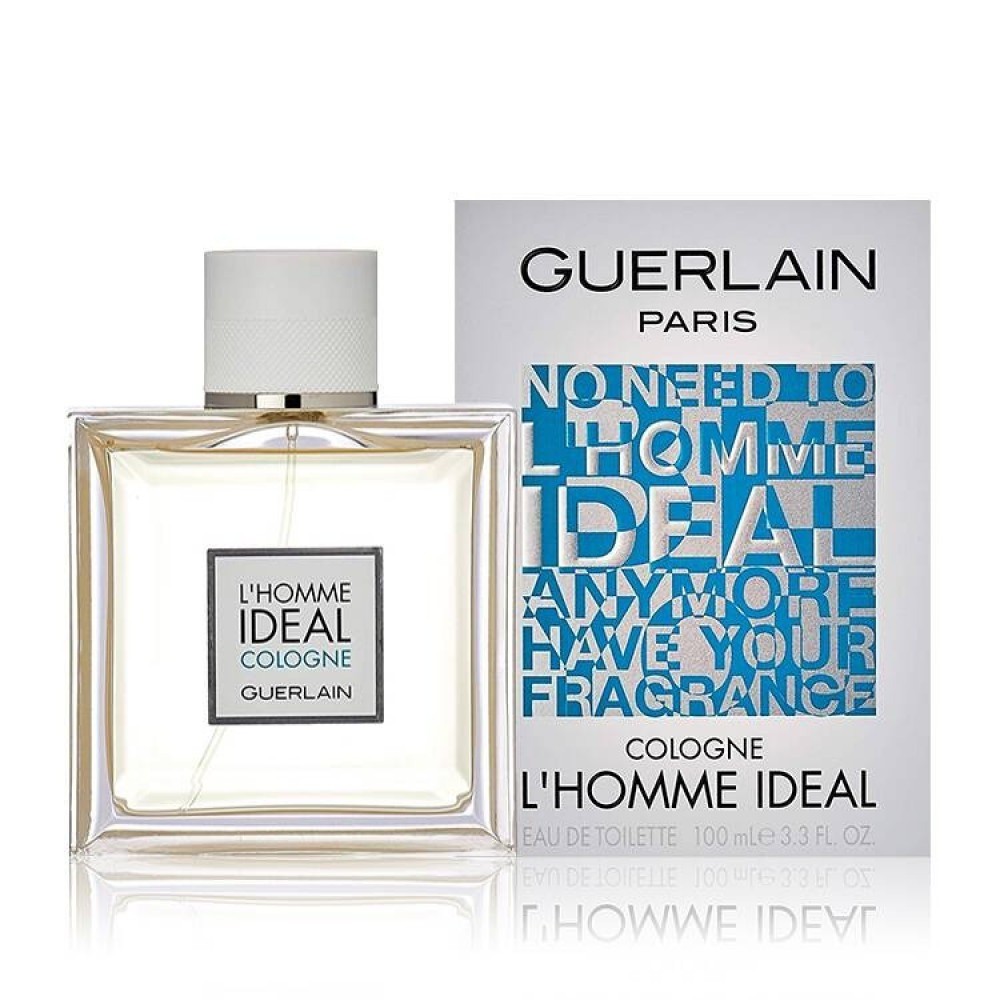 L'HOMME
IDEAL
COLOGNE
GUERLAIN
GUERLAIN
PARIS
NO NEED TO
L'HOMME
IDEAL
ANYMORE
HAVE YOUR
FRAGRANCE
COLOGNE
L'HOMME IDEAL
EAU DE TOILETTE 100 mL℮ 3.3 FL. OZ.